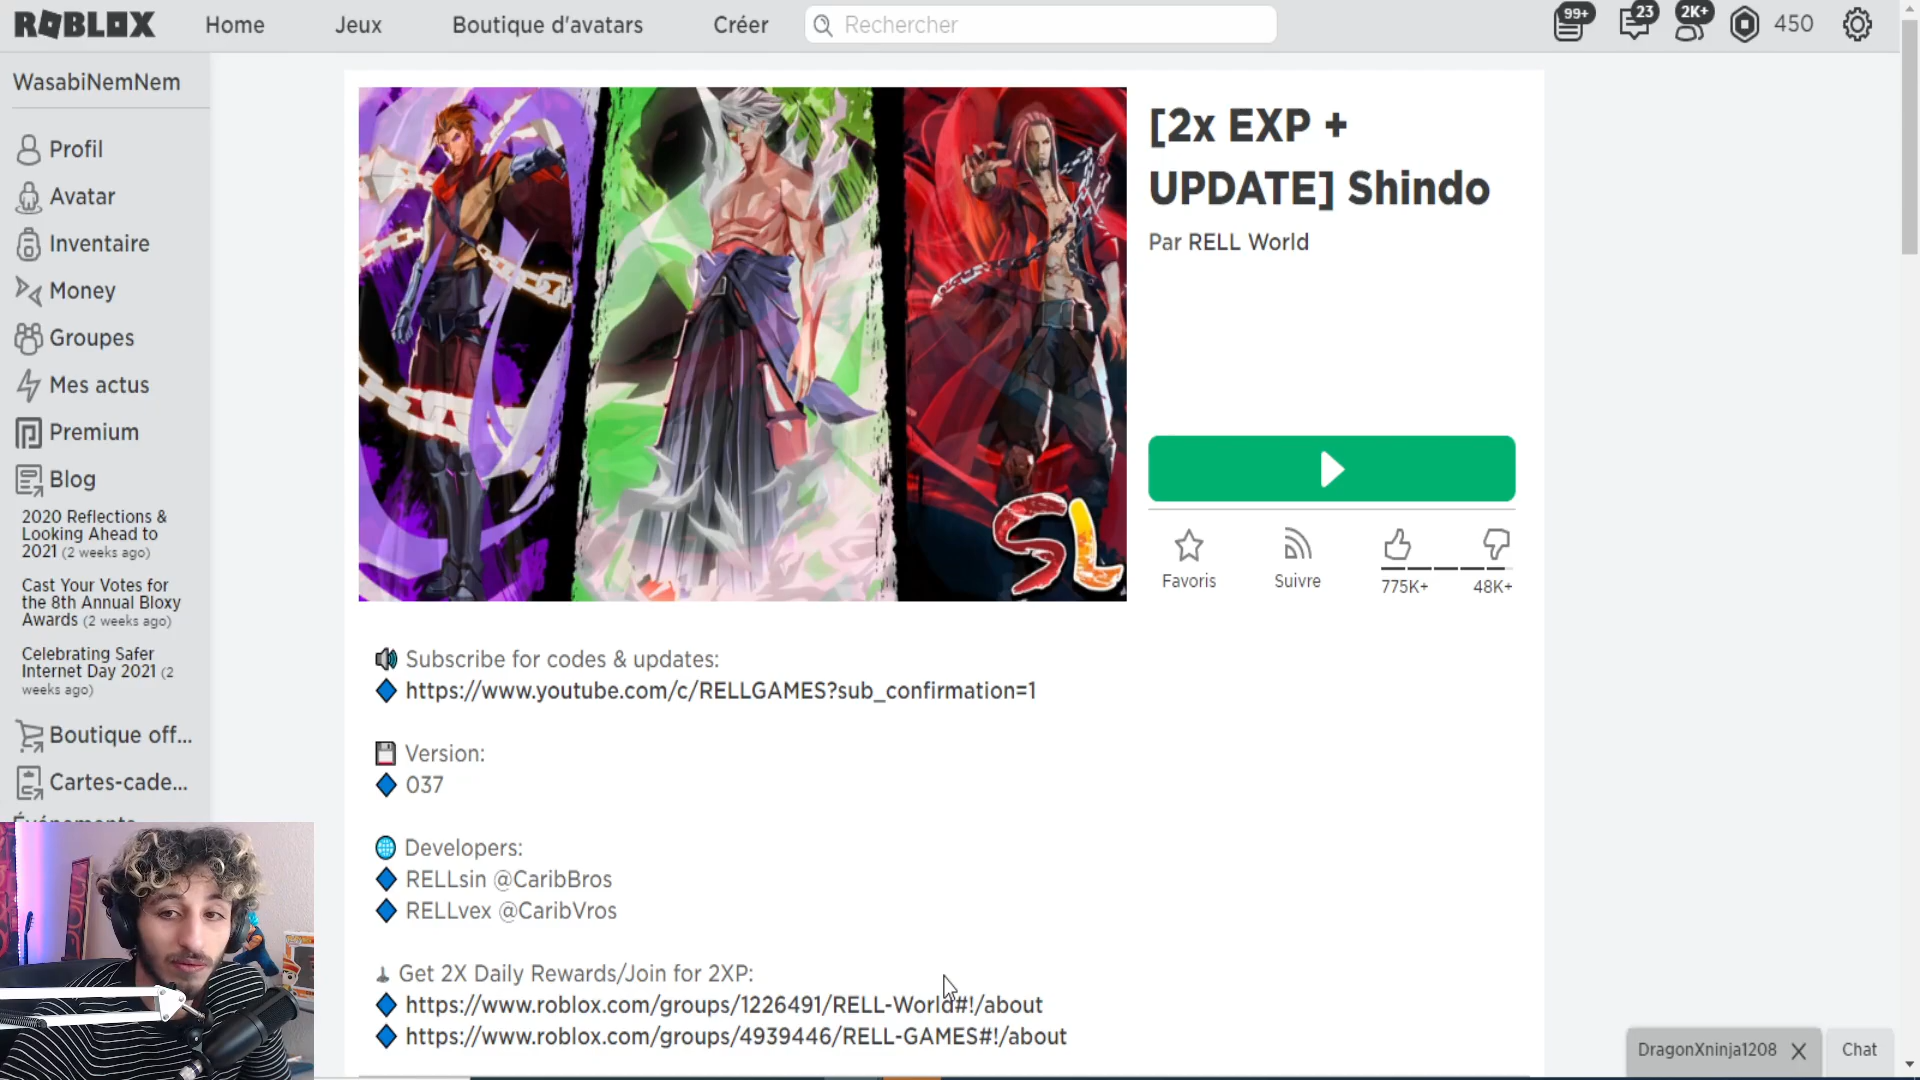 ROBLOX Home Jeux Boutique d'avatars Créer Rechercher 99+ 23 2K+ 450
WasabiNemNem
Profil
Avatar
Inventaire
Money
Groupes
Mes actus
Premium
Blog
2020 Reflections &
Looking Ahead to
2021 (2 weeks ago)
Cast Your Votes for
the 8th Annual Bloxy
Awards (2 weeks ago)
Celebrating Safer
Internet Day 2021 (2
weeks ago)
Boutique off...
Cartes-cade...
Événements
SL
[2x EXP +
UPDATE] Shindo
Par RELL World
Favoris
Suivre
775K+
48K+
Subscribe for codes & updates:
https://www.youtube.com/c/RELLGAMES?sub_confirmation=1
Version:
037
Developers:
RELLsin @CaribBros
RELLvex @CaribVros
Get 2X Daily Rewards/Join for 2XP:
https://www.roblox.com/groups/1226491/RELL-World#!/about
https://www.roblox.com/groups/4939446/RELL-GAMES#!/about
DragonXninja1208
Chat